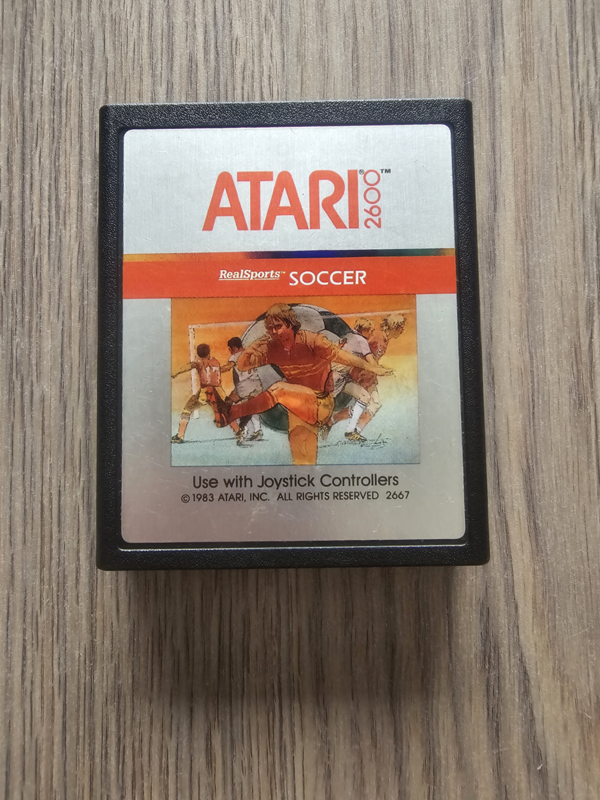 ATARI® 2600™
RealSports™ SOCCER
Use with Joystick Controllers
© 1983 ATARI, INC. ALL RIGHTS RESERVED 2667